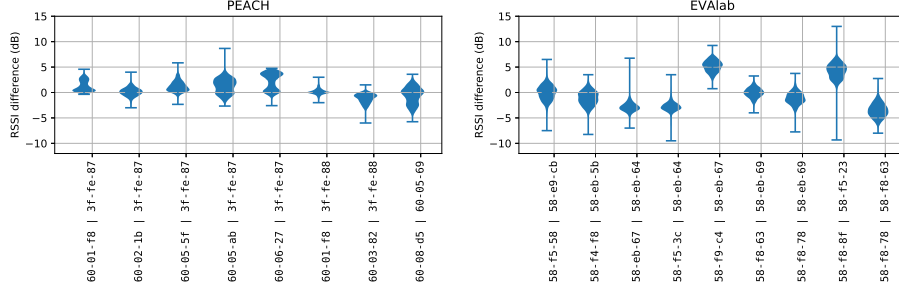 PEACH
RSSI difference (dB)
15
10
5
0
−5
−10
60-01-f8 | 3f-fe-87
60-02-1b | 3f-fe-87
60-05-5f | 3f-fe-87
60-05-ab | 3f-fe-87
60-06-27 | 3f-fe-87
60-01-f8 | 3f-fe-88
60-03-82 | 3f-fe-88
60-08-d5 | 60-05-69
EVAlab
RSSI difference (dB)
15
10
5
0
−5
−10
58-f5-58 | 58-e9-cb
58-f4-f8 | 58-eb-5b
58-eb-67 | 58-eb-64
58-f5-3c | 58-eb-64
58-f9-c4 | 58-eb-67
58-f8-63 | 58-eb-69
58-f8-78 | 58-eb-69
58-f8-8f | 58-f5-23
58-f8-78 | 58-f8-63